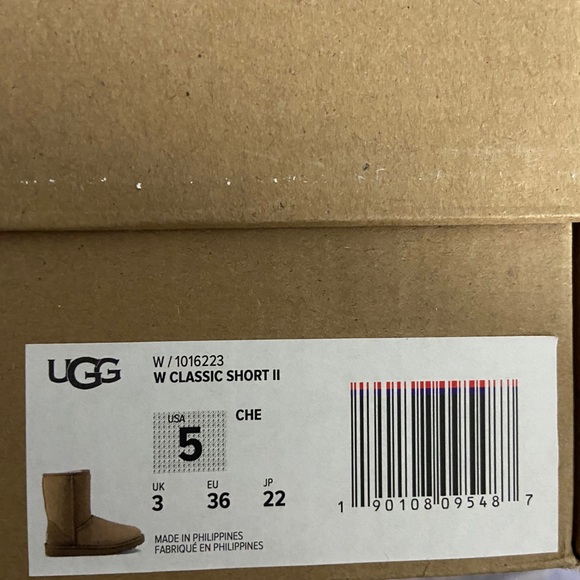 UGG
W / 1016223
W CLASSIC SHORT II
USA
5
CHE
UK EU JP
3 36 22
MADE IN PHILIPPINES
FABRIQUÉ EN PHILIPPINES
1 90108 09548 7